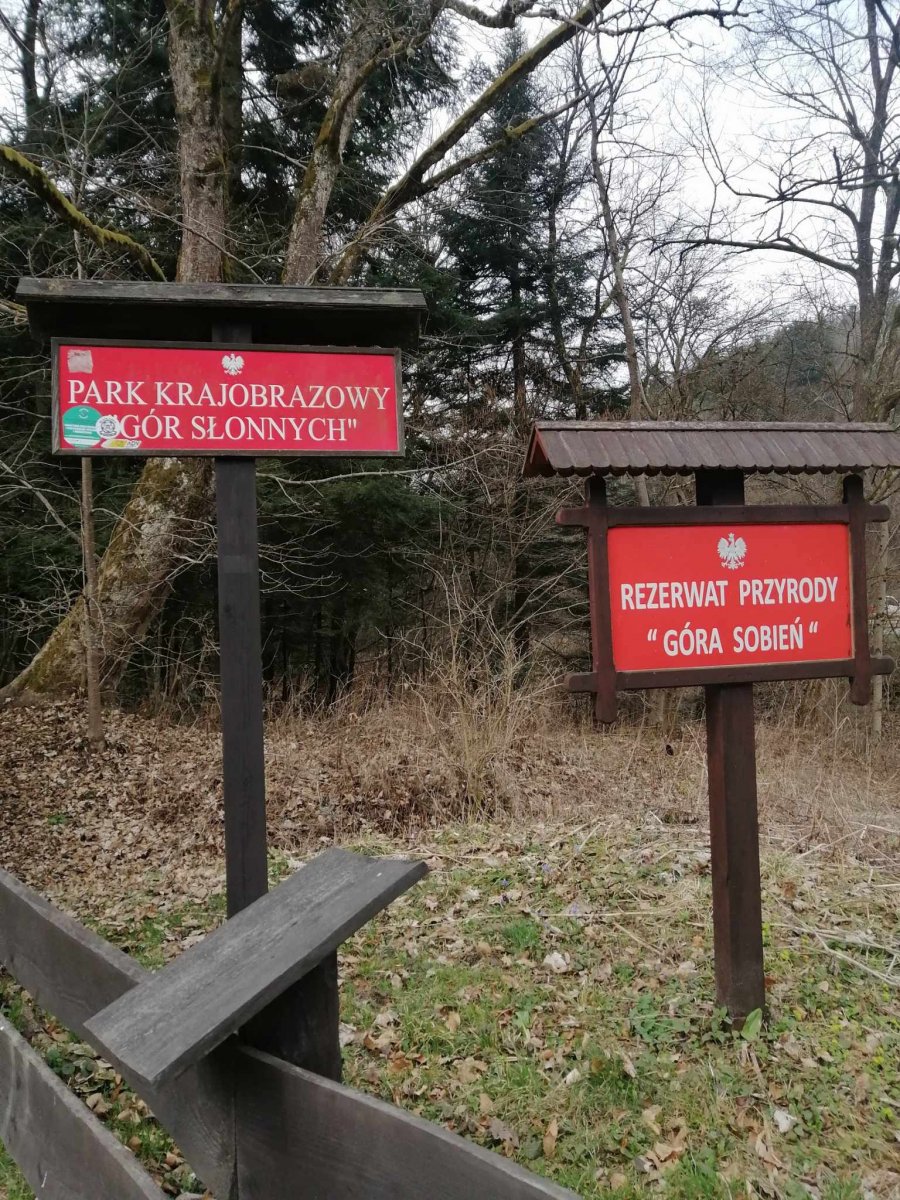 PARK KRAJOBRAZOWY
"GÓR SŁONNYCH"
REZERWAT PRZYRODY
“ GÓRA SOBIEŃ “